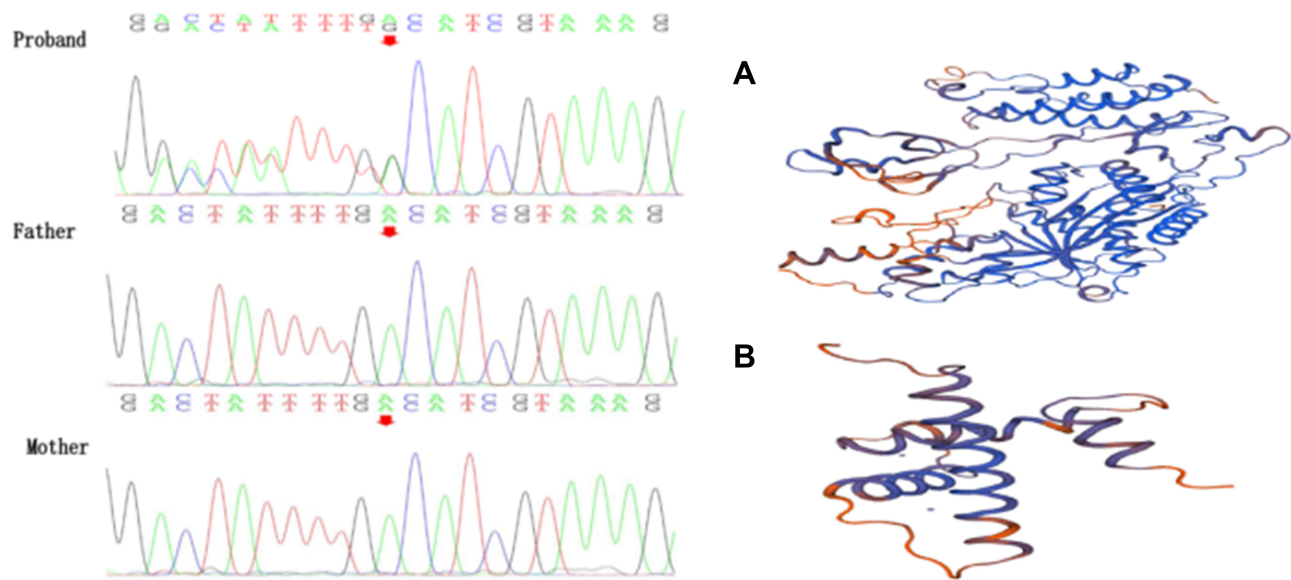 G A C T A T T T T G A C A T C G T A A A G
G A C T A T G
Proband
G A C T A T T T T G A C A T C G T A A A G
Father
G A C T A T T T T G A C A T C G T A A A G
Mother
A
B